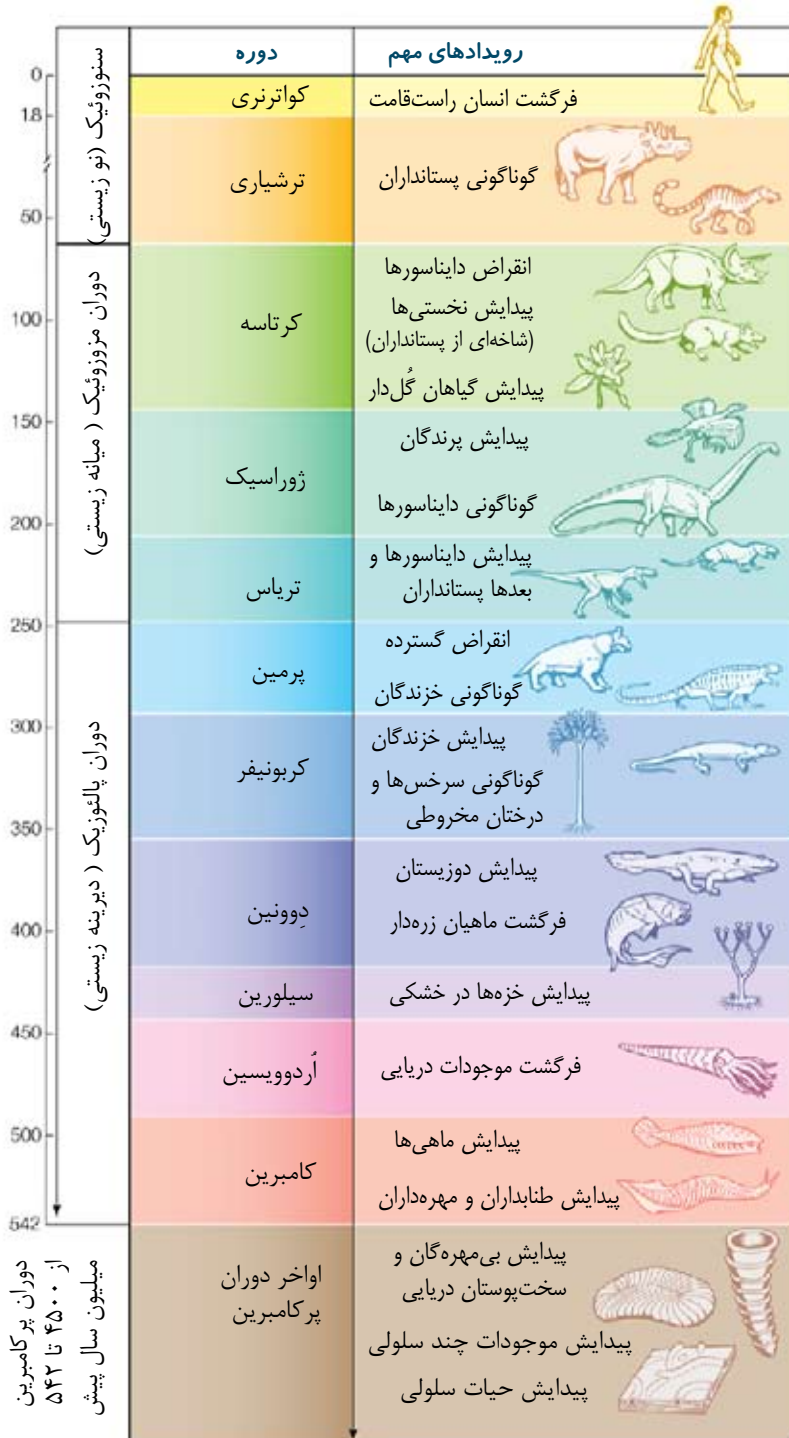 رویدادهای مهم
دوره
سنوزوئیک (نو زیستی)
0
1.8
50
کواترنری
فرگشت انسان راست‌قامت
ترشیاری
گوناگونی پستانداران
دوران مزوزوئیک ( میانه زیستی)
100
150
200
250
کرتاسه
انقراض دایناسورها
پیدایش نخستی‌ها
(شاخه‌ای از پستانداران)
پیدایش گیاهان گُل‌دار
ژوراسیک
پیدایش پرندگان
گوناگونی دایناسورها
تریاس
پیدایش دایناسورها و
بعدها پستانداران
دوران پالئوزیک ( دیرینه زیستی)
300
350
400
450
500
542
پرمین
انقراض گسترده
گوناگونی خزندگان
کربونیفر
پیدایش خزندگان
گوناگونی سرخس‌ها و
درختان مخروطی
دِوونین
پیدایش دوزیستان
فرگشت ماهیان زره‌دار
سیلورین
پیدایش خزه‌ها در خشکی
اُردوویسین
فرگشت موجودات دریایی
کامبرین
پیدایش ماهی‌ها
پیدایش طنابداران و مهره‌داران
دوران پرکامبرین
از ۴۵۰۰ تا ۵۴۲
میلیون سال پیش
اواخر دوران
پرکامبرین
پیدایش بی‌مهره‌گان و
سخت‌پوستان دریایی
پیدایش موجودات چند سلولی
پیدایش حیات سلولی